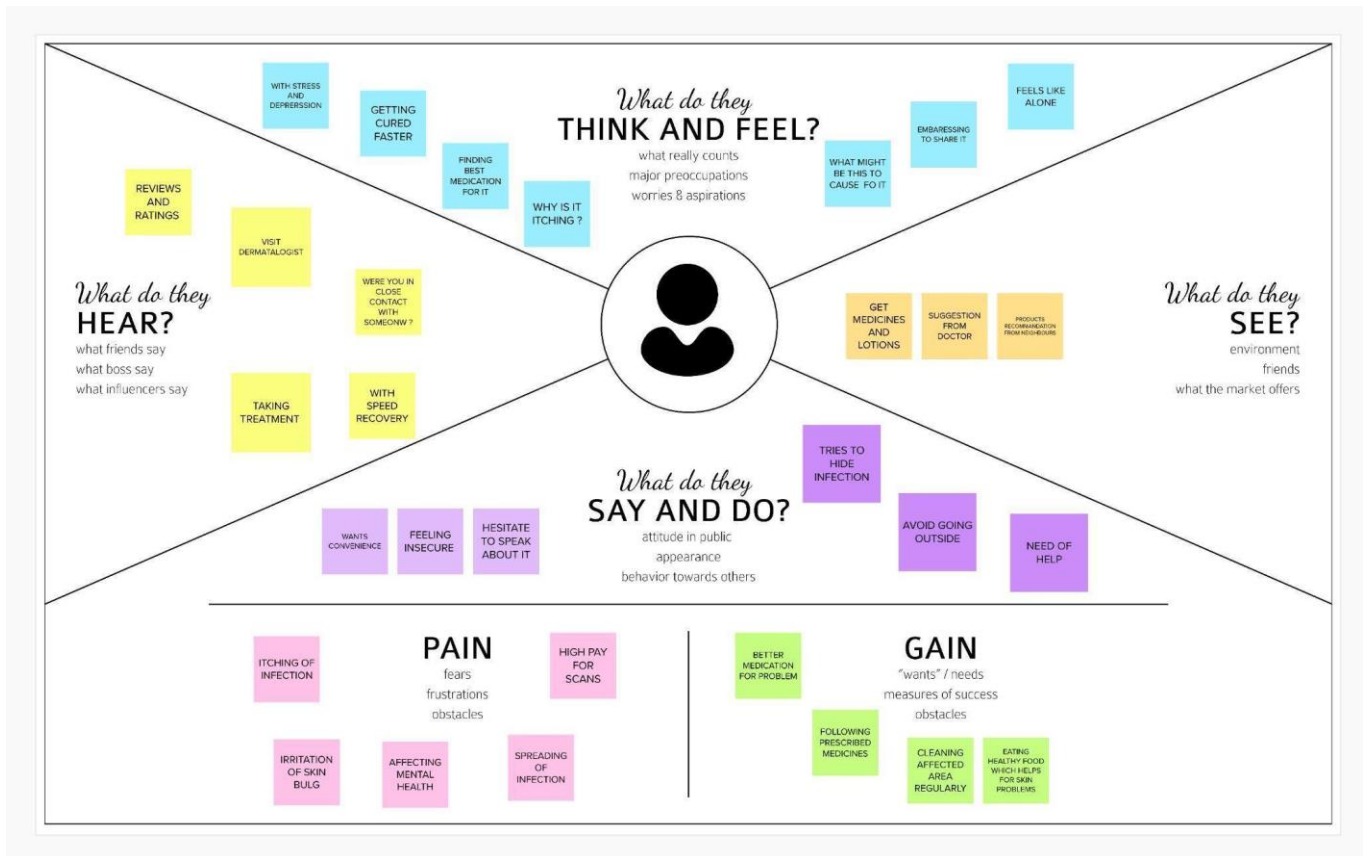 WITH STRESS
AND
DEPRERSSION
GETTING
CURED
FASTER
FINDING
BEST
MEDICATION
FOR IT
WHY IS IT
ITCHING ?
What do they
THINK AND FEEL?
what really counts
major preoccupations
worries & aspirations
WHAT MIGHT
BE THIS TO
CAUSE FO IT
EMBARESSING
TO SHARE IT
FEELS LIKE
ALONE
REVIEWS
AND
RATINGS
VISIT
DERMATALOGIST
WERE YOU IN
CLOSE
CONTACT
WITH
SOMEONW ?
What do they
HEAR?
what friends say
what boss say
what influencers say
TAKING
TREATMENT
WITH
SPEED
RECOVERY
GET
MEDICINES
AND
LOTIONS
SUGGESTION
FROM
DOCTOR
PRODUCTS
RECOMMANDATION
FROM NEIGHBOURS
What do they
SEE?
environment
friends
what the market offers
What do they
SAY AND DO?
attitude in public
appearance
behavior towards others
WANTS
CONVENIENCE
FEELING
INSECURE
HESITATE
TO SPEAK
ABOUT IT
TRIES TO
HIDE
INFECTION
AVOID GOING
OUTSIDE
NEED OF
HELP
PAIN
fears
frustrations
obstacles
ITCHING OF
INFECTION
HIGH PAY
FOR
SCANS
IRRITATION
OF SKIN
BULG
AFFECTING
MENTAL
HEALTH
SPREADING
OF
INFECTION
GAIN
"wants" / needs
measures of success
obstacles
BETTER
MEDICATION
FOR PROBLEM
FOLLOWING
PRESCRIBED
MEDICINES
CLEANING
AFFECTED
AREA
REGULARLY
EATING
HEALTHY FOOD
WHICH HELPS
FOR SKIN
PROBLEMS